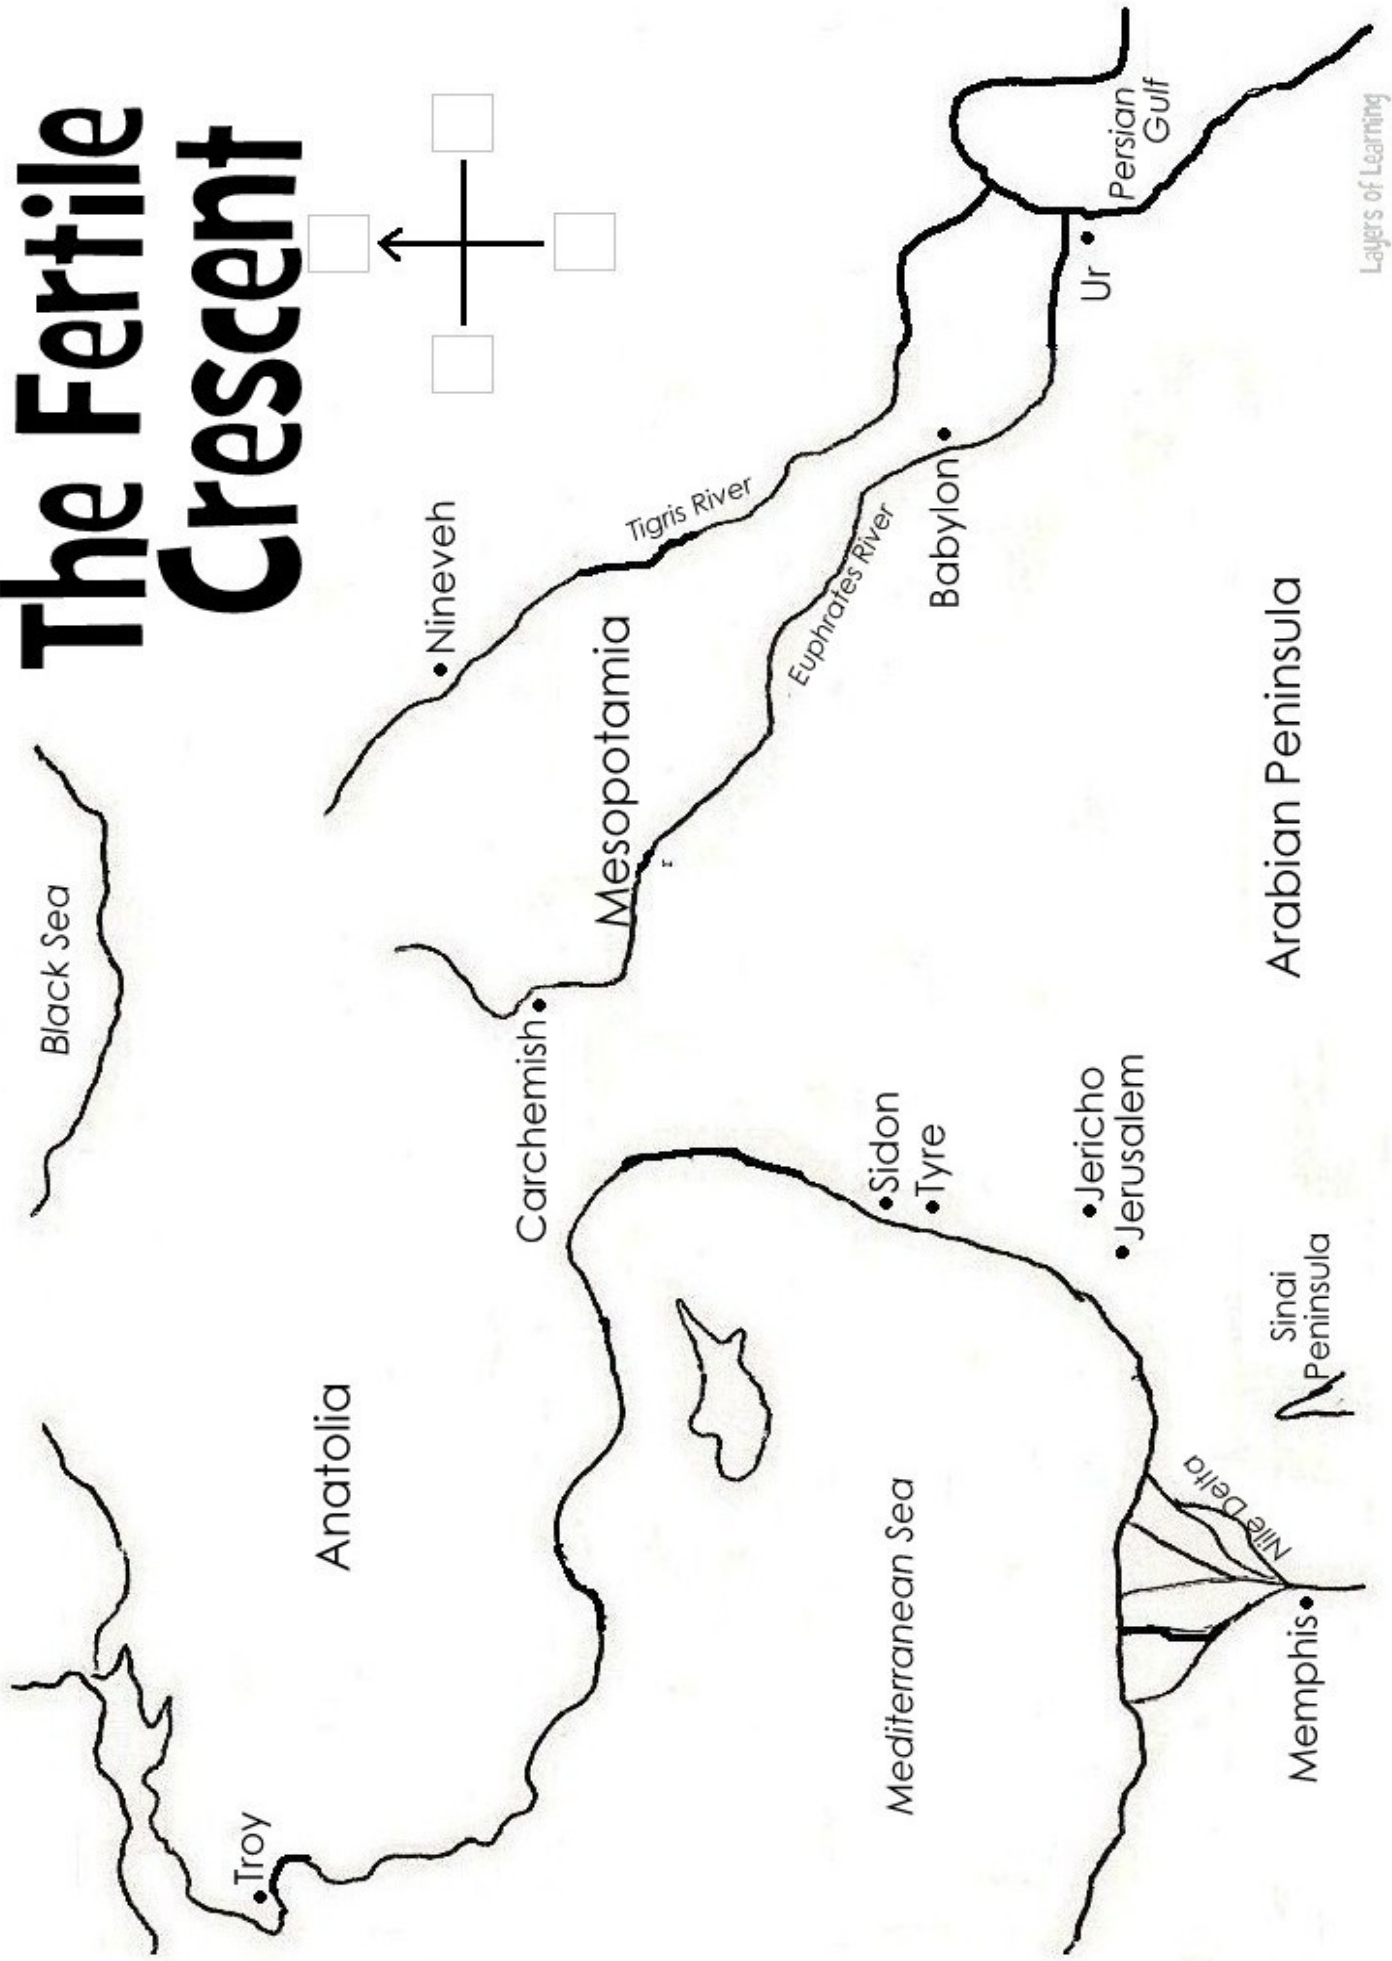 The Fertile
Crescent
Black Sea
Troy
Anatolia
Nineveh
Carchemish
Tigris River
Mesopotamia
Euphrates River
Babylon
Mediterranean Sea
Sidon
Tyre
Ur
Persian
Gulf
Jericho
Jerusalem
Nile Delta
Sinai
Peninsula
Memphis
Arabian Peninsula
Layers of Learning